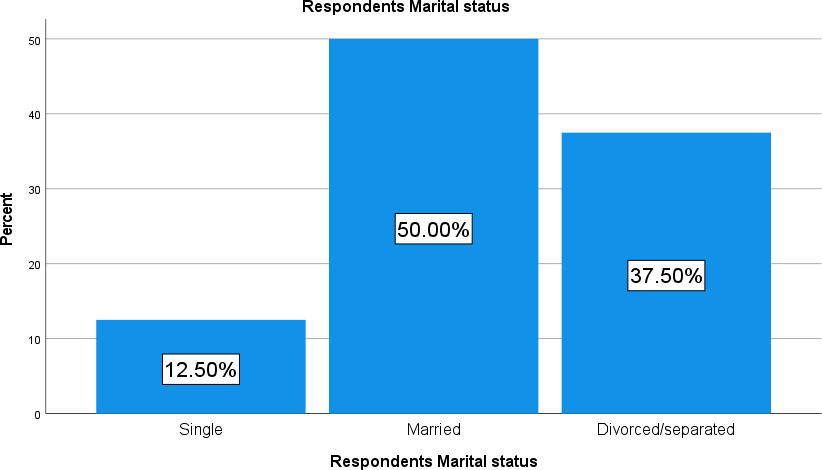 Respondents Marital status
50
40
30
20
10
0
Percent
12.50%
50.00%
37.50%
Single
Married
Divorced/separated
Respondents Marital status